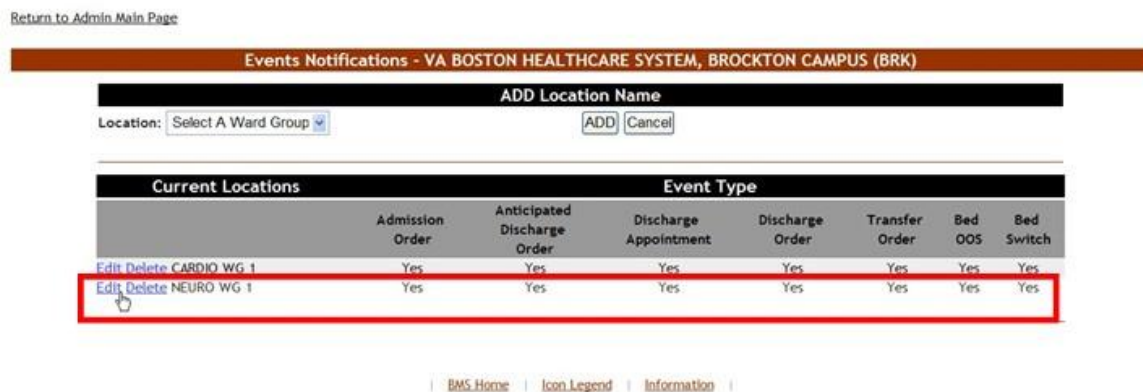 Return to Admin Main Page
Events Notifications - VA BOSTON HEALTHCARE SYSTEM, BROCKTON CAMPUS (BRK)
ADD Location Name
Location: Select A Ward Group ADD Cancel
Current Locations Event Type
Admission Order Anticipated Discharge Order Discharge Appointment Discharge Order Transfer Order Bed OOS Bed Switch
Edit Delete CARDIO WG 1 Yes Yes Yes Yes Yes Yes Yes
Edit Delete NEURO WG 1 Yes Yes Yes Yes Yes Yes Yes
| BMS Home | Icon Legend | Information |